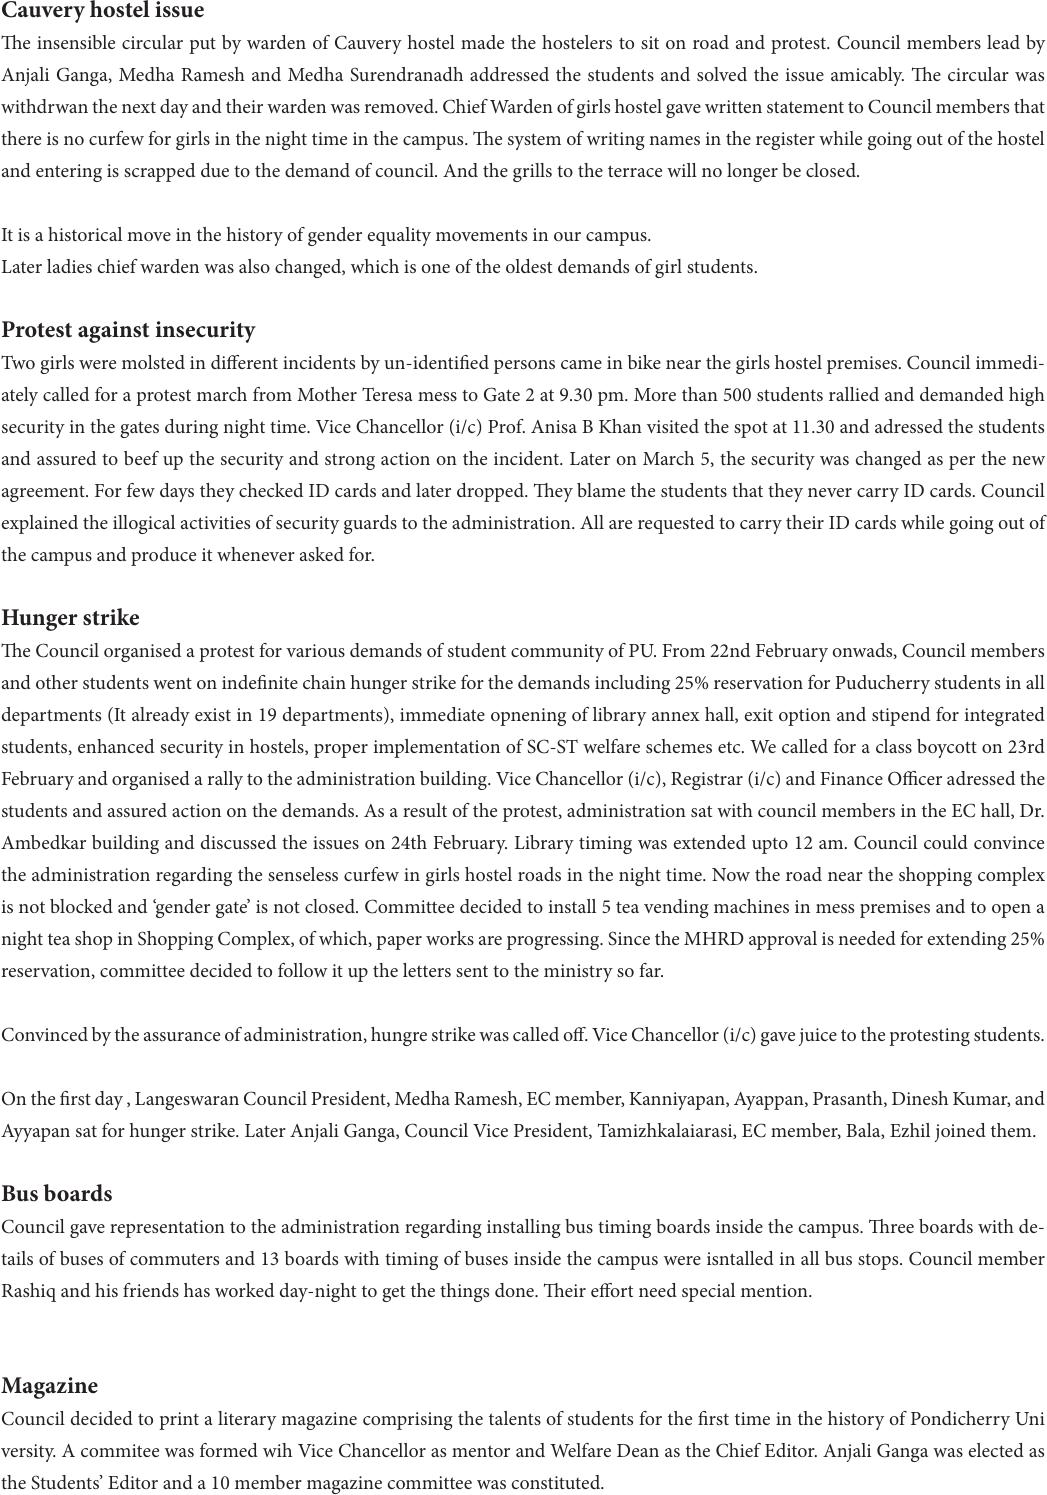 Cauvery hostel issue
The insensible circular put by warden of Cauvery hostel made the hostelers to sit on road and protest. Council members lead by
Anjali Ganga, Medha Ramesh and Medha Surendranadh addressed the students and solved the issue amicably. The circular was
withdrwan the next day and their warden was removed. Chief Warden of girls hostel gave written statement to Council members that
there is no curfew for girls in the night time in the campus. The system of writing names in the register while going out of the hostel
and entering is scrapped due to the demand of council. And the grills to the terrace will no longer be closed.
It is a historical move in the history of gender equality movements in our campus.
Later ladies chief warden was also changed, which is one of the oldest demands of girl students.
Protest against insecurity
Two girls were molsted in different incidents by un-identified persons came in bike near the girls hostel premises. Council immedi-
ately called for a protest march from Mother Teresa mess to Gate 2 at 9.30 pm. More than 500 students rallied and demanded high
security in the gates during night time. Vice Chancellor (i/c) Prof. Anisa B Khan visited the spot at 11.30 and adressed the students
and assured to beef up the security and strong action on the incident. Later on March 5, the security was changed as per the new
agreement. For few days they checked ID cards and later dropped. They blame the students that they never carry ID cards. Council
explained the illogical activities of security guards to the administration. All are requested to carry their ID cards while going out of
the campus and produce it whenever asked for.
Hunger strike
The Council organised a protest for various demands of student community of PU. From 22nd February onwads, Council members
and other students went on indefinite chain hunger strike for the demands including 25% reservation for Puducherry students in all
departments (It already exist in 19 departments), immediate opnening of library annex hall, exit option and stipend for integrated
students, enhanced security in hostels, proper implementation of SC-ST welfare schemes etc. We called for a class boycott on 23rd
February and organised a rally to the administration building. Vice Chancellor (i/c), Registrar (i/c) and Finance Officer adressed the
students and assured action on the demands. As a result of the protest, administration sat with council members in the EC hall, Dr.
Ambedkar building and discussed the issues on 24th February. Library timing was extended upto 12 am. Council could convince
the administration regarding the senseless curfew in girls hostel roads in the night time. Now the road near the shopping complex
is not blocked and ‘gender gate’ is not closed. Committee decided to install 5 tea vending machines in mess premises and to open a
night tea shop in Shopping Complex, of which, paper works are progressing. Since the MHRD approval is needed for extending 25%
reservation, committee decided to follow it up the letters sent to the ministry so far.
Convinced by the assurance of administration, hungre strike was called off. Vice Chancellor (i/c) gave juice to the protesting students.
On the first day , Langeswaran Council President, Medha Ramesh, EC member, Kanniyapan, Ayappan, Prasanth, Dinesh Kumar, and
Ayyapan sat for hunger strike. Later Anjali Ganga, Council Vice President, Tamizhkalaiarasi, EC member, Bala, Ezhil joined them.
Bus boards
Council gave representation to the administration regarding installing bus timing boards inside the campus. Three boards with de-
tails of buses of commuters and 13 boards with timing of buses inside the campus were isntalled in all bus stops. Council member
Rashiq and his friends has worked day-night to get the things done. Their effort need special mention.
Magazine
Council decided to print a literary magazine comprising the talents of students for the first time in the history of Pondicherry Uni
versity. A commitee was formed wih Vice Chancellor as mentor and Welfare Dean as the Chief Editor. Anjali Ganga was elected as
the Students’ Editor and a 10 member magazine committee was constituted.